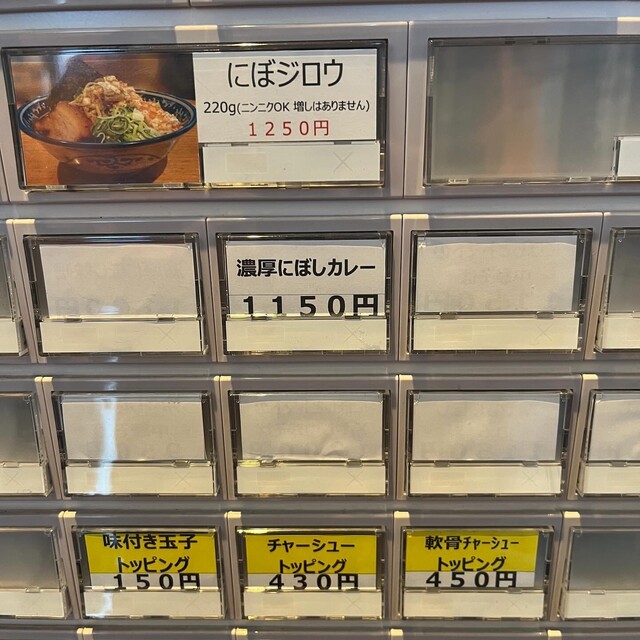 にぼジロウ
220g(ニンニクOK 増しはありません)
1250円
濃厚にぼしカレー
1150円
味付き玉子
トッピング
150円
チャーシュー
トッピング
430円
軟骨チャーシュー
トッピング
450円